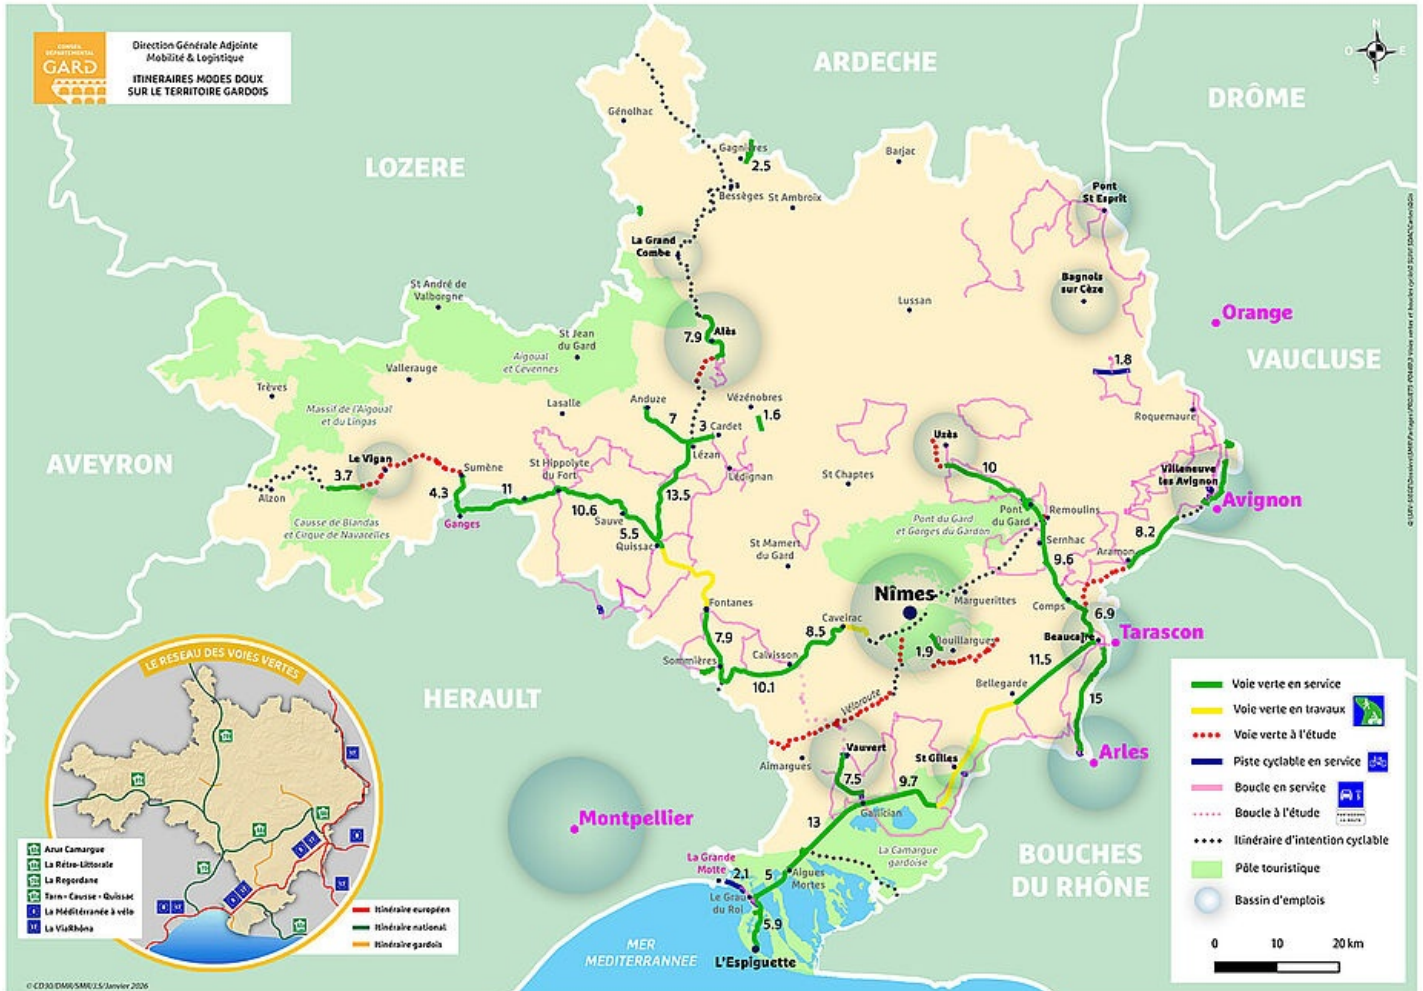 CONSEIL
DÉPARTEMENTAL
GARD
Direction Générale Adjointe
Mobilité & Logistique
ITINERAIRES MODES DOUX
SUR LE TERRITOIRE GARDOIS
ARDECHE
DRÔME
N
O
E
S
LOZERE
Génolhac
Gagnières
2.5
Barjac
Bessèges
St Ambroix
Pont
St Esprit
La Grand
Combe
Bagnols
sur Cèze
St André de
Valborgne
Lussan
Orange
7.9
Alès
St Jean
du Gard
Aigoual
et Cévennes
VAUCLUSE
1.8
Vallerauge
Trèves
Massif de l'Aigoual
et du Lingas
Lasalle
Anduze
7
3
Cardet
Vézénobres
1.6
Roquemaure
Uzès
AVEYRON
Le Vigan
3.7
Alzon
Sumène
4.3
Ganges
11
St Hippolyte
du Fort
10.6
Sauve
5.5
Quissac
Lézan
Lédignan
13.5
St Chaptes
10
Villeneuve
les Avignon
Avignon
Causse de Blandas
et Cirque de Navacelles
Pont du Gard
et Gorges du Gardon
Pont
du Gard
Remoulins
Sernhac
9.6
Aramon
8.2
St Mamert
du Gard
Nîmes
Marguerittes
Comps
6.9
Fontanes
7.9
Caveirac
8.5
Calvisson
Sommières
10.1
1.9
Bouillargues
Beaucaire
Tarascon
11.5
Bellegarde
15
HERAULT
Véloroute
Aimargues
Vauvert
7.5
St Gilles
9.7
Gallician
Arles
Montpellier
13
La Camargue
gardoise
BOUCHES
DU RHÔNE
La Grande
Motte
2.1
5
Aigues
Mortes
Le Grau
du Roi
5.9
L'Espiguette
MER
MEDITERRANNEE
LE RESEAU DES VOIES VERTES
Azur Camargue
La Rétro-Littorale
La Regordane
Tarn - Causse - Quissac
La Méditérranée à vélo
La ViaRhôna
Itinéraire européen
Itinéraire national
Itinéraire gardois
Voie verte en service
Voie verte en travaux
Voie verte à l'étude
Piste cyclable en service
Boucle en service
Boucle à l'étude
Itinéraire d'intention cyclable
Pôle touristique
Bassin d'emplois
0 10 20 km
© CD30/DMR/SMR/J.S/Janvier 2026